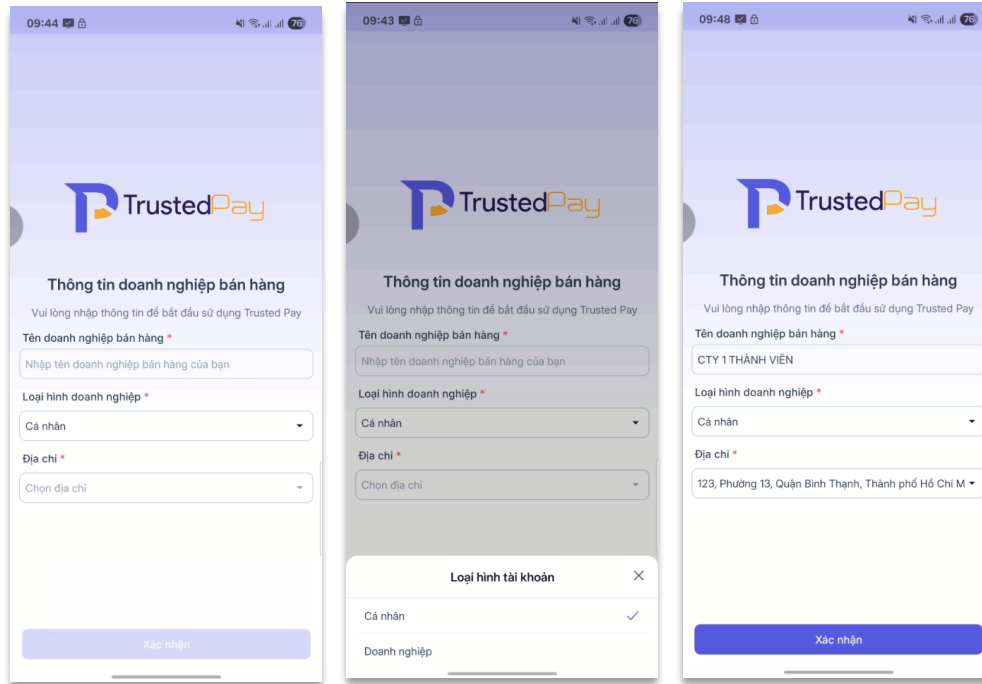 09:44
76
TrustedPay
Thông tin doanh nghiệp bán hàng
Vui lòng nhập thông tin để bắt đầu sử dụng Trusted Pay
Tên doanh nghiệp bán hàng *
Nhập tên doanh nghiệp bán hàng của bạn
Loại hình doanh nghiệp *
Cá nhân
Địa chỉ *
Chọn địa chỉ
Xác nhận
09:43
76
TrustedPay
Thông tin doanh nghiệp bán hàng
Vui lòng nhập thông tin để bắt đầu sử dụng Trusted Pay
Tên doanh nghiệp bán hàng *
Nhập tên doanh nghiệp bán hàng của bạn
Loại hình doanh nghiệp *
Cá nhân
Địa chỉ *
Chọn địa chỉ
Loại hình tài khoản
Cá nhân
Doanh nghiệp
09:48
76
TrustedPay
Thông tin doanh nghiệp bán hàng
Vui lòng nhập thông tin để bắt đầu sử dụng Trusted Pay
Tên doanh nghiệp bán hàng *
CTY 1 THÀNH VIÊN
Loại hình doanh nghiệp *
Cá nhân
Địa chỉ *
123, Phường 13, Quận Bình Thạnh, Thành phố Hồ Chí M
Xác nhận